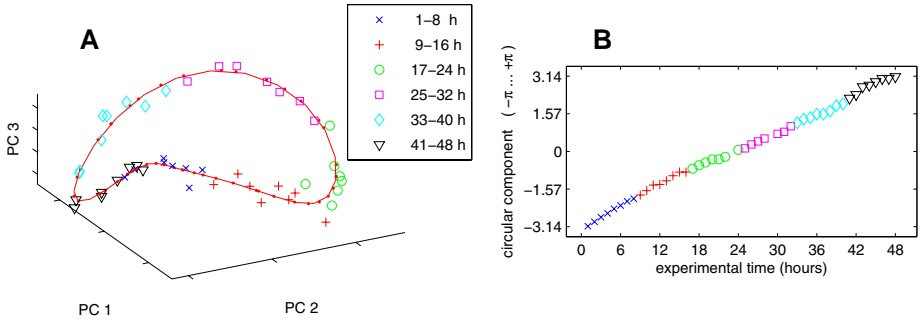 A
PC 3
PC 1
PC 2
1−8 h
9−16 h
17−24 h
25−32 h
33−40 h
41−48 h
B
circular component (−π ... +π)
3.14
1.57
0
−1.57
−3.14
0 6 12 18 24 30 36 42 48
experimental time (hours)